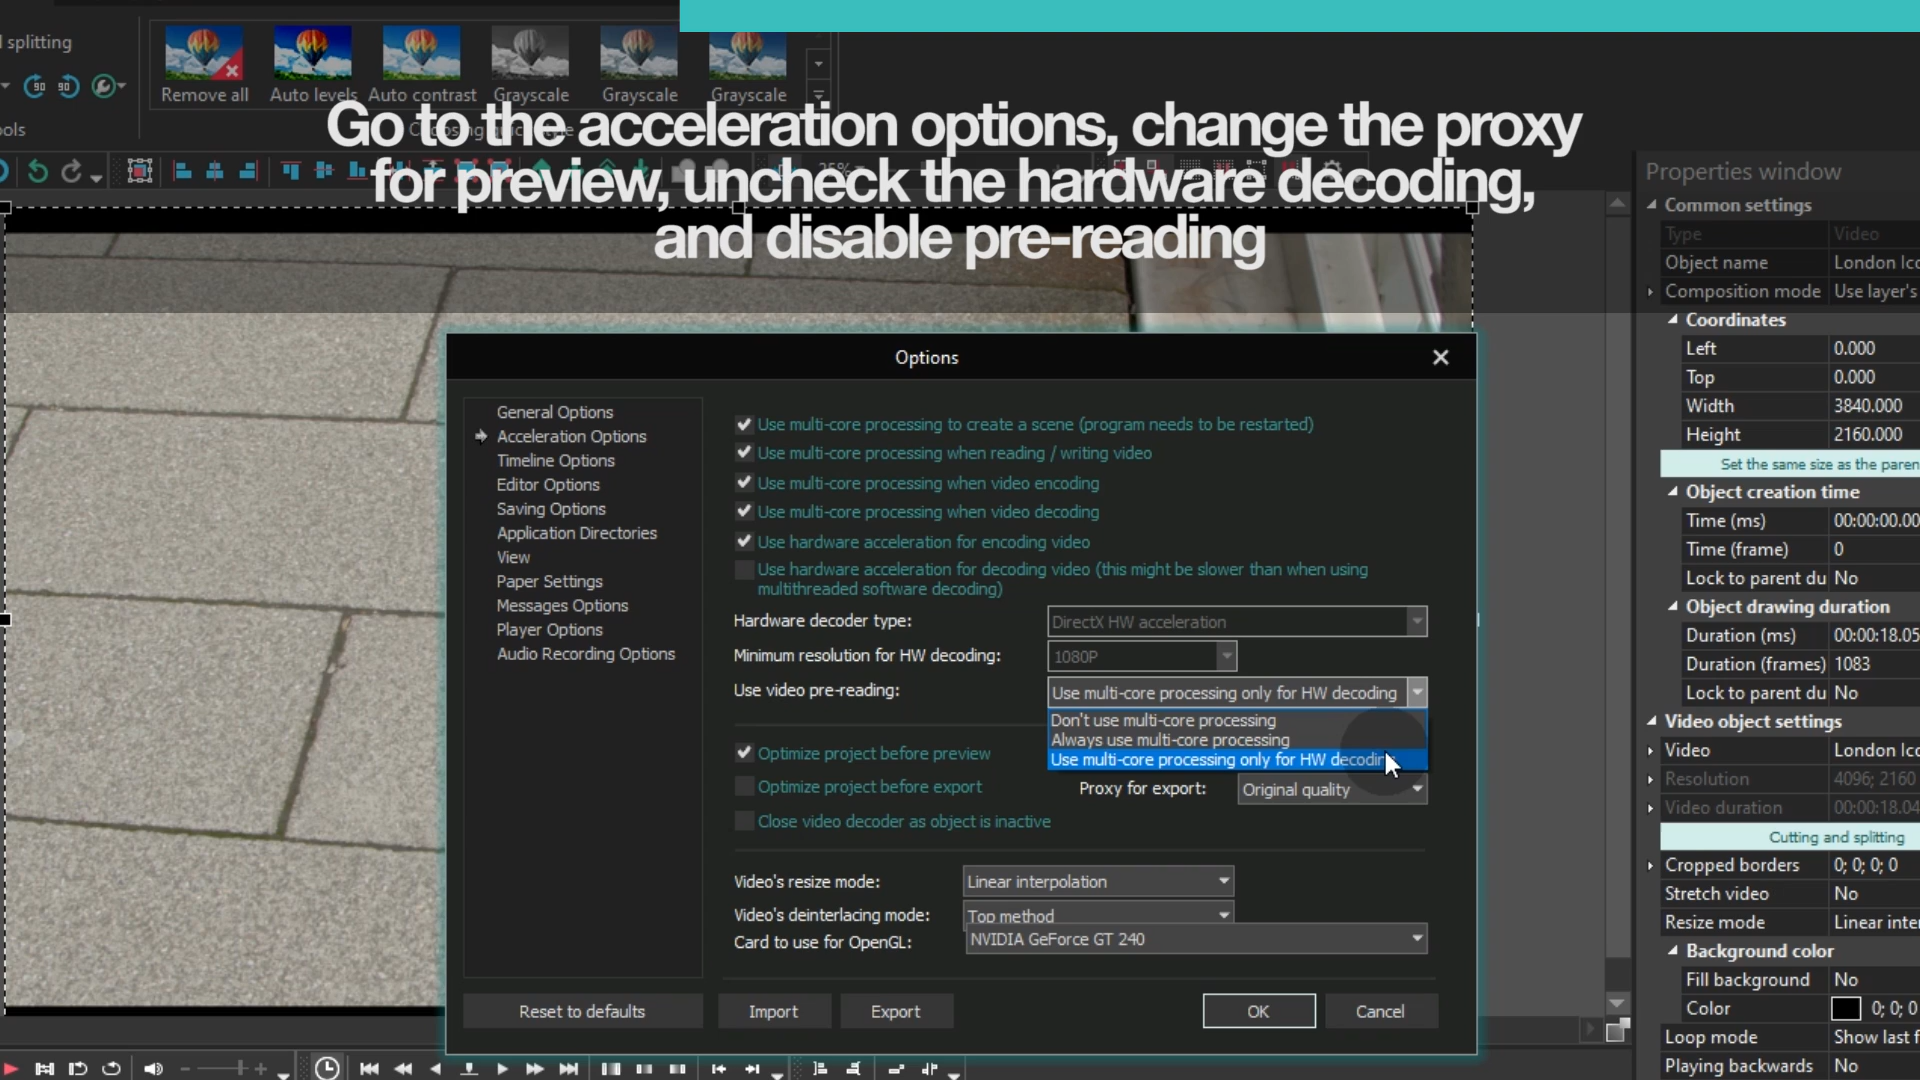 splitting
Remove all
Auto levels
Auto contrast
Grayscale
Grayscale
Grayscale
Go to the acceleration options, change the proxy
for preview, uncheck the hardware decoding,
and disable pre-reading
Properties window
Common settings
Type Video
Object name
Composition mode Use layer's
Coordinates
Left 0.000
Top 0.000
Width 3840.000
Height 2160.000
Set the same size as the paren
Object creation time
Time (ms) 00:00:00.00
Time (frame) 0
Lock to parent du No
Object drawing duration
Duration (ms) 00:00:18.05
Duration (frames) 1083
Lock to parent du No
Video object settings
Video
Resolution 4096; 2160
Video duration 00:00:18.04
Cutting and splitting
Cropped borders 0; 0; 0; 0
Stretch video No
Resize mode Linear inter
Background color
Fill background No
Color 0; 0; 0
Loop mode Show last f
Playing backwards No
Options
General Options
Acceleration Options
Timeline Options
Editor Options
Saving Options
Application Directories
View
Paper Settings
Messages Options
Player Options
Audio Recording Options
Use multi-core processing to create a scene (program needs to be restarted)
Use multi-core processing when reading / writing video
Use multi-core processing when video encoding
Use multi-core processing when video decoding
Use hardware acceleration for encoding video
Use hardware acceleration for decoding video (this might be slower than when using
multithreaded software decoding)
Hardware decoder type: DirectX HW acceleration
Minimum resolution for HW decoding: 1080P
Use video pre-reading: Use multi-core processing only for HW decoding
Don't use multi-core processing
Always use multi-core processing
Use multi-core processing only for HW decoding
Optimize project before preview
Optimize project before export
Proxy for export: Original quality
Close video decoder as object is inactive
Video's resize mode: Linear interpolation
Video's deinterlacing mode: Top method
Card to use for OpenGL: NVIDIA GeForce GT 240
Reset to defaults
Import
Export
OK
Cancel